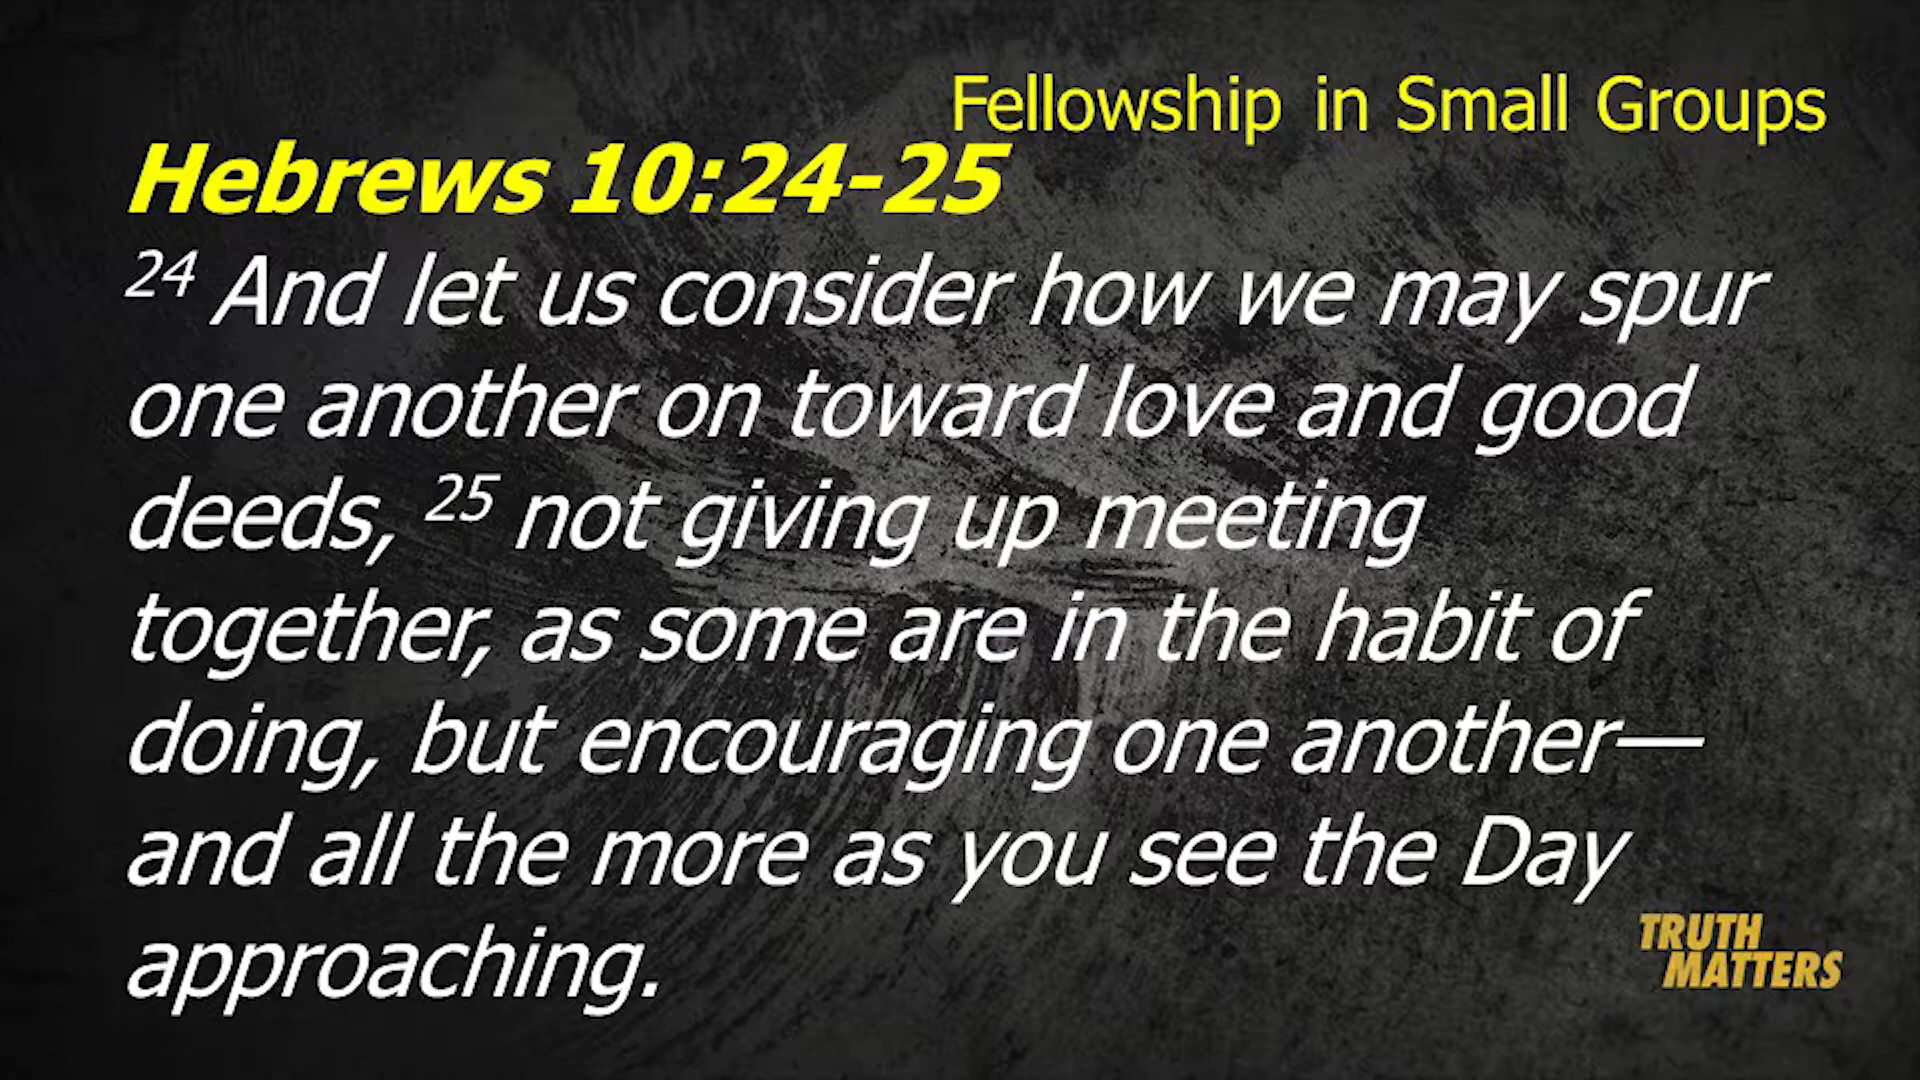 Fellowship in Small Groups
Hebrews 10:24-25
24 And let us consider how we may spur
one another on toward love and good
deeds, 25 not giving up meeting
together, as some are in the habit of
doing, but encouraging one another—
and all the more as you see the Day
approaching.
TRUTH
MATTERS